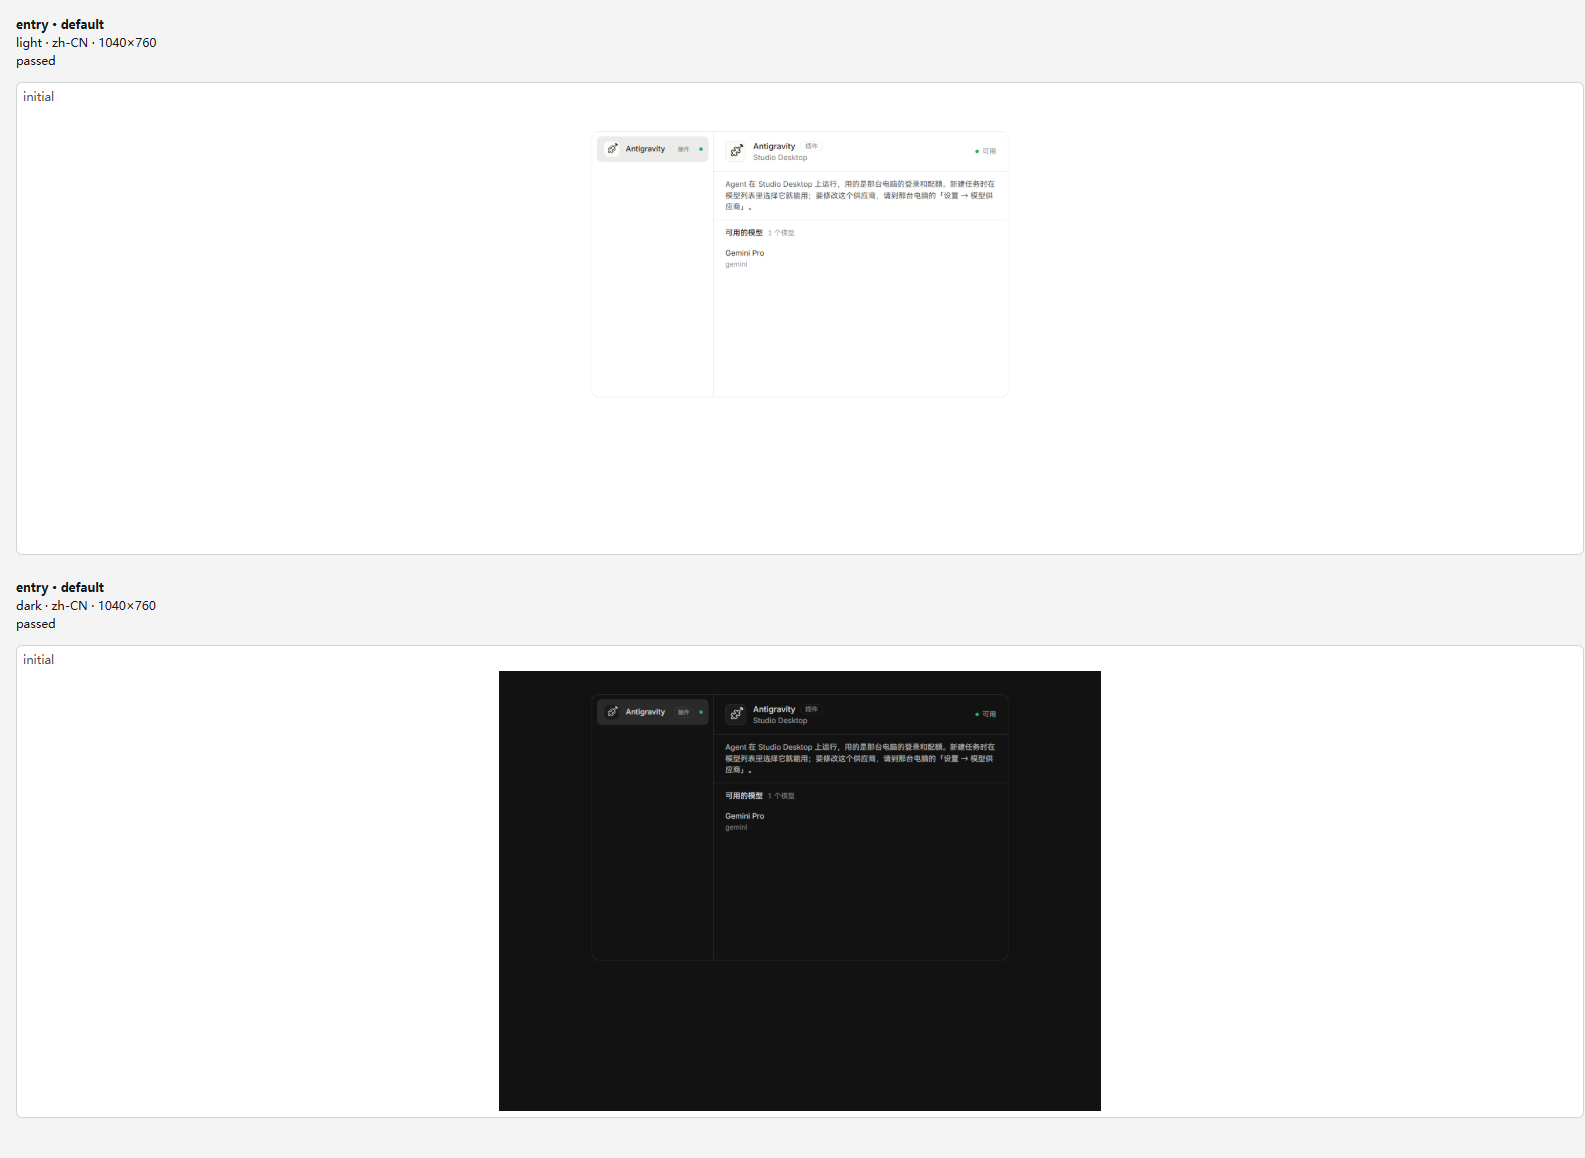 entry • default
light · zh-CN · 1040×760
passed
initial
Antigravity 插件
Antigravity 插件
Studio Desktop
可用
Agent 在 Studio Desktop 上运行，用的是那台电脑的登录和配额。新建任务时在
模型列表里选择它就能用；要修改这个供应商，请到那台电脑的「设置 → 模型供
应商」。
可用的模型 1 个模型
Gemini Pro
gemini
entry • default
dark · zh-CN · 1040×760
passed
initial
Antigravity 插件
Antigravity 插件
Studio Desktop
可用
Agent 在 Studio Desktop 上运行，用的是那台电脑的登录和配额。新建任务时在
模型列表里选择它就能用；要修改这个供应商，请到那台电脑的「设置 → 模型供
应商」。
可用的模型 1 个模型
Gemini Pro
gemini